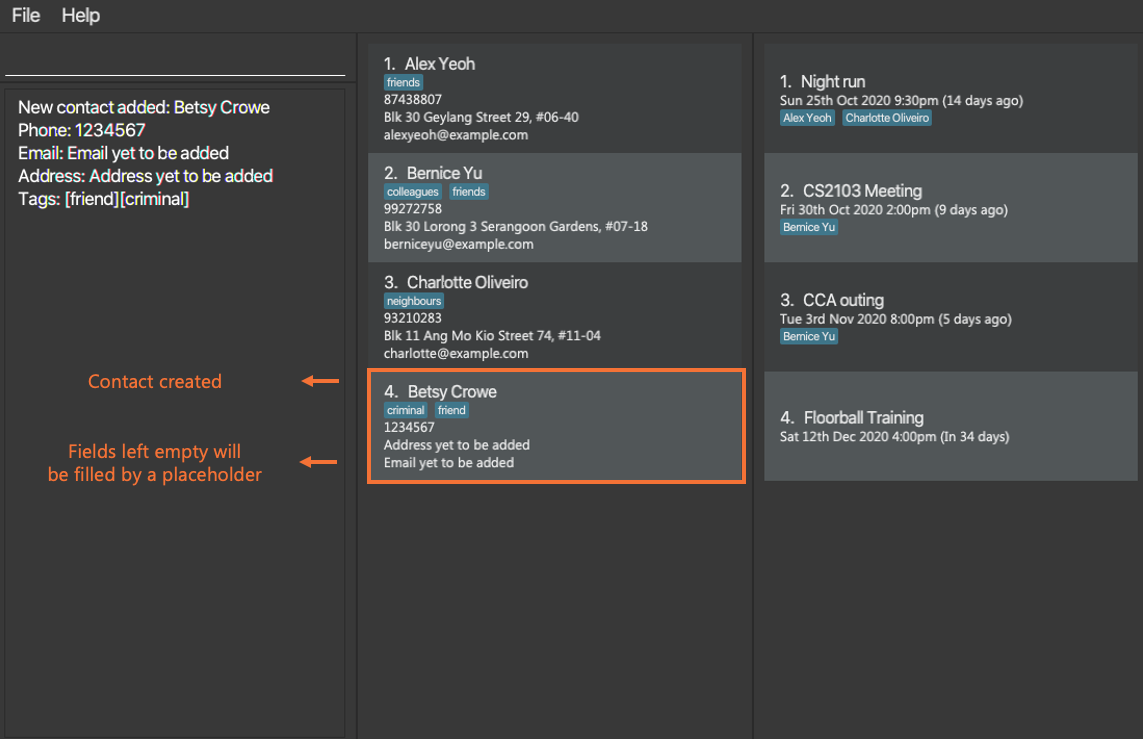 File Help
New contact added: Betsy Crowe
Phone: 1234567
Email: Email yet to be added
Address: Address yet to be added
Tags: [friend][criminal]
Contact created
Fields left empty will
be filled by a placeholder
1. Alex Yeoh
friends
87438807
Blk 30 Geylang Street 29, #06-40
alexyeoh@example.com
2. Bernice Yu
colleagues friends
99272758
Blk 30 Lorong 3 Serangoon Gardens, #07-18
berniceyu@example.com
3. Charlotte Oliveiro
neighbours
93210283
Blk 11 Ang Mo Kio Street 74, #11-04
charlotte@example.com
4. Betsy Crowe
criminal friend
1234567
Address yet to be added
Email yet to be added
1. Night run
Sun 25th Oct 2020 9:30pm (14 days ago)
Alex Yeoh Charlotte Oliveiro
2. CS2103 Meeting
Fri 30th Oct 2020 2:00pm (9 days ago)
Bernice Yu
3. CCA outing
Tue 3rd Nov 2020 8:00pm (5 days ago)
Bernice Yu
4. Floorball Training
Sat 12th Dec 2020 4:00pm (In 34 days)